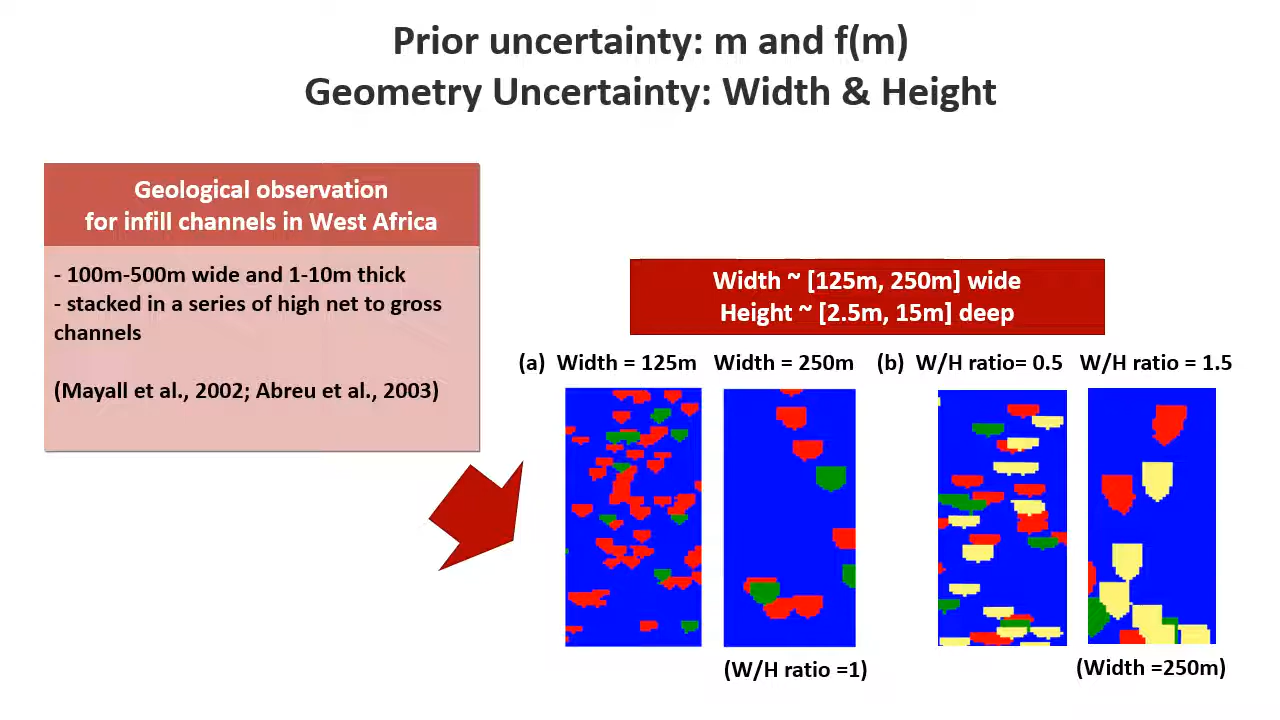 Prior uncertainty: m and f(m)
Geometry Uncertainty: Width & Height
Geological observation
for infill channels in West Africa
- 100m-500m wide and 1-10m thick
- stacked in a series of high net to gross
channels
(Mayall et al., 2002; Abreu et al., 2003)
Width ~ [125m, 250m] wide
Height ~ [2.5m, 15m] deep
(a) Width = 125m Width = 250m (b) W/H ratio= 0.5 W/H ratio = 1.5
(W/H ratio =1) (Width =250m)